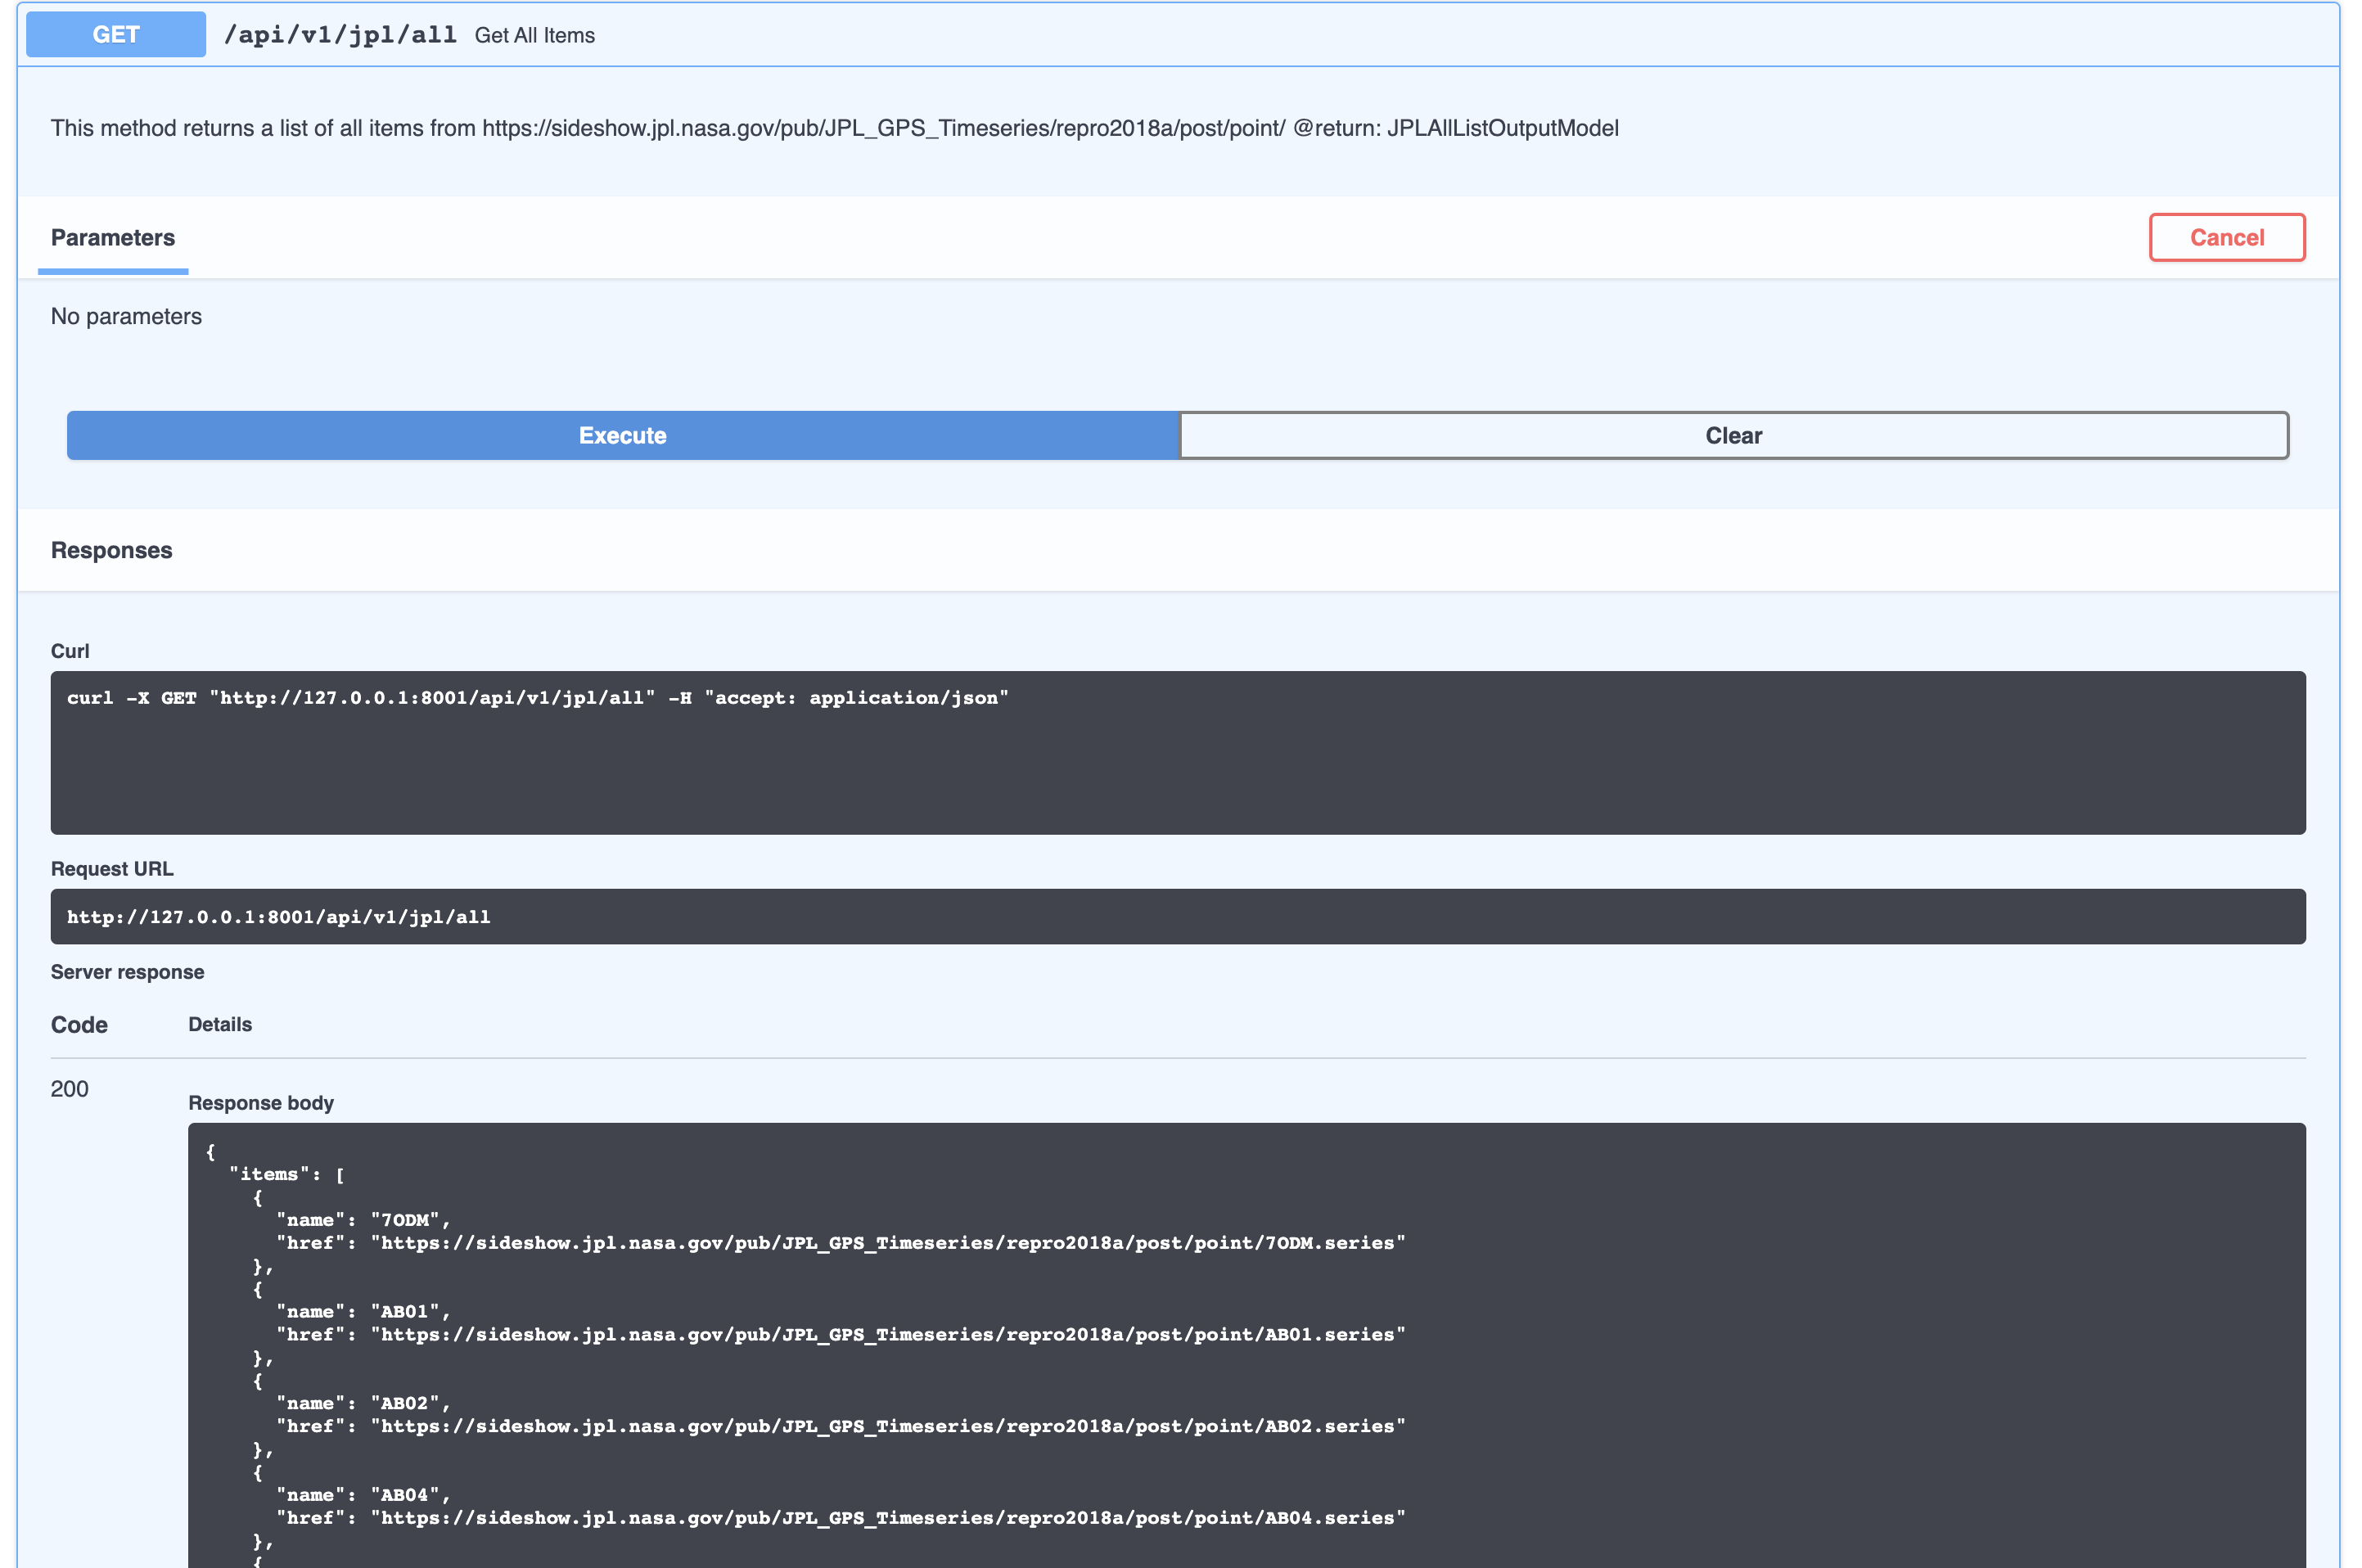 GET /api/v1/jpl/all Get All Items
This method returns a list of all items from https://sideshow.jpl.nasa.gov/pub/JPL_GPS_Timeseries/repro2018a/post/point/ @return: JPLAllListOutputModel
Parameters
Cancel
No parameters
Execute
Clear
Responses
Curl
curl -X GET "http://127.0.0.1:8001/api/v1/jpl/all" -H "accept: application/json"
Request URL
http://127.0.0.1:8001/api/v1/jpl/all
Server response
Code Details
200
Response body
{
"items": [
{
"name": "7ODM",
"href": "https://sideshow.jpl.nasa.gov/pub/JPL_GPS_Timeseries/repro2018a/post/point/7ODM.series"
},
{
"name": "AB01",
"href": "https://sideshow.jpl.nasa.gov/pub/JPL_GPS_Timeseries/repro2018a/post/point/AB01.series"
},
{
"name": "AB02",
"href": "https://sideshow.jpl.nasa.gov/pub/JPL_GPS_Timeseries/repro2018a/post/point/AB02.series"
},
{
"name": "AB04",
"href": "https://sideshow.jpl.nasa.gov/pub/JPL_GPS_Timeseries/repro2018a/post/point/AB04.series"
},
{